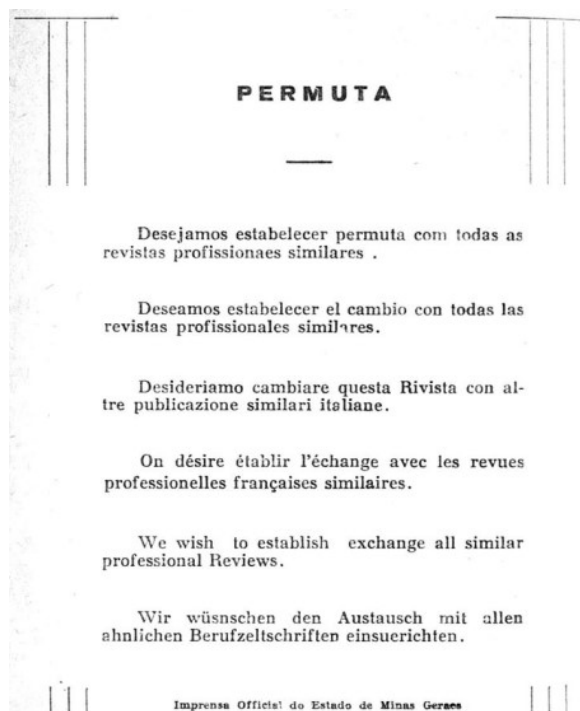 PERMUTA
Desejamos estabelecer permuta com todas as
revistas profissionaes similares .
Deseamos estabelecer el cambio con todas las
revistas profissionales similares.
Desideriamo cambiare questa Rivista con al-
tre publicazione similari italiane.
On désire établir l'échange avec les revues
professionelles françaises similaires.
We wish to establish exchange all similar
professional Reviews.
Wir wüsnschen den Austausch mit allen
ahnlichen Berufzeltschriften einsuerichten.
Imprensa Official do Estado de Minas Geraes